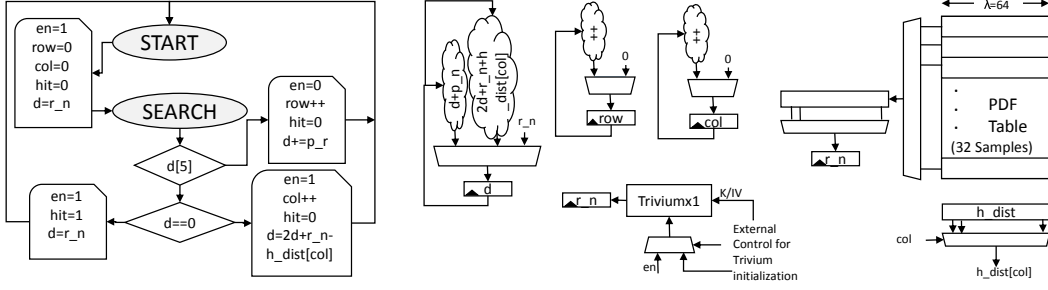 en=1
row=0
col=0
hit=0
d=r_n
START
SEARCH
en=0
row++
hit=0
d+=p_r
d[5]
en=1
hit=1
d=r_n
d==0
en=1
col++
hit=0
d=2d+r_n-
h_dist[col]
d+p_n
2d+r_n+h
_dist[col]
r_n
d
++
0
row
++
0
col
r_n
Triviumx1
K/IV
en
External
Control for
Trivium
initialization
λ=64
PDF
Table
(32 Samples)
r_n
h_dist
col
h_dist[col]